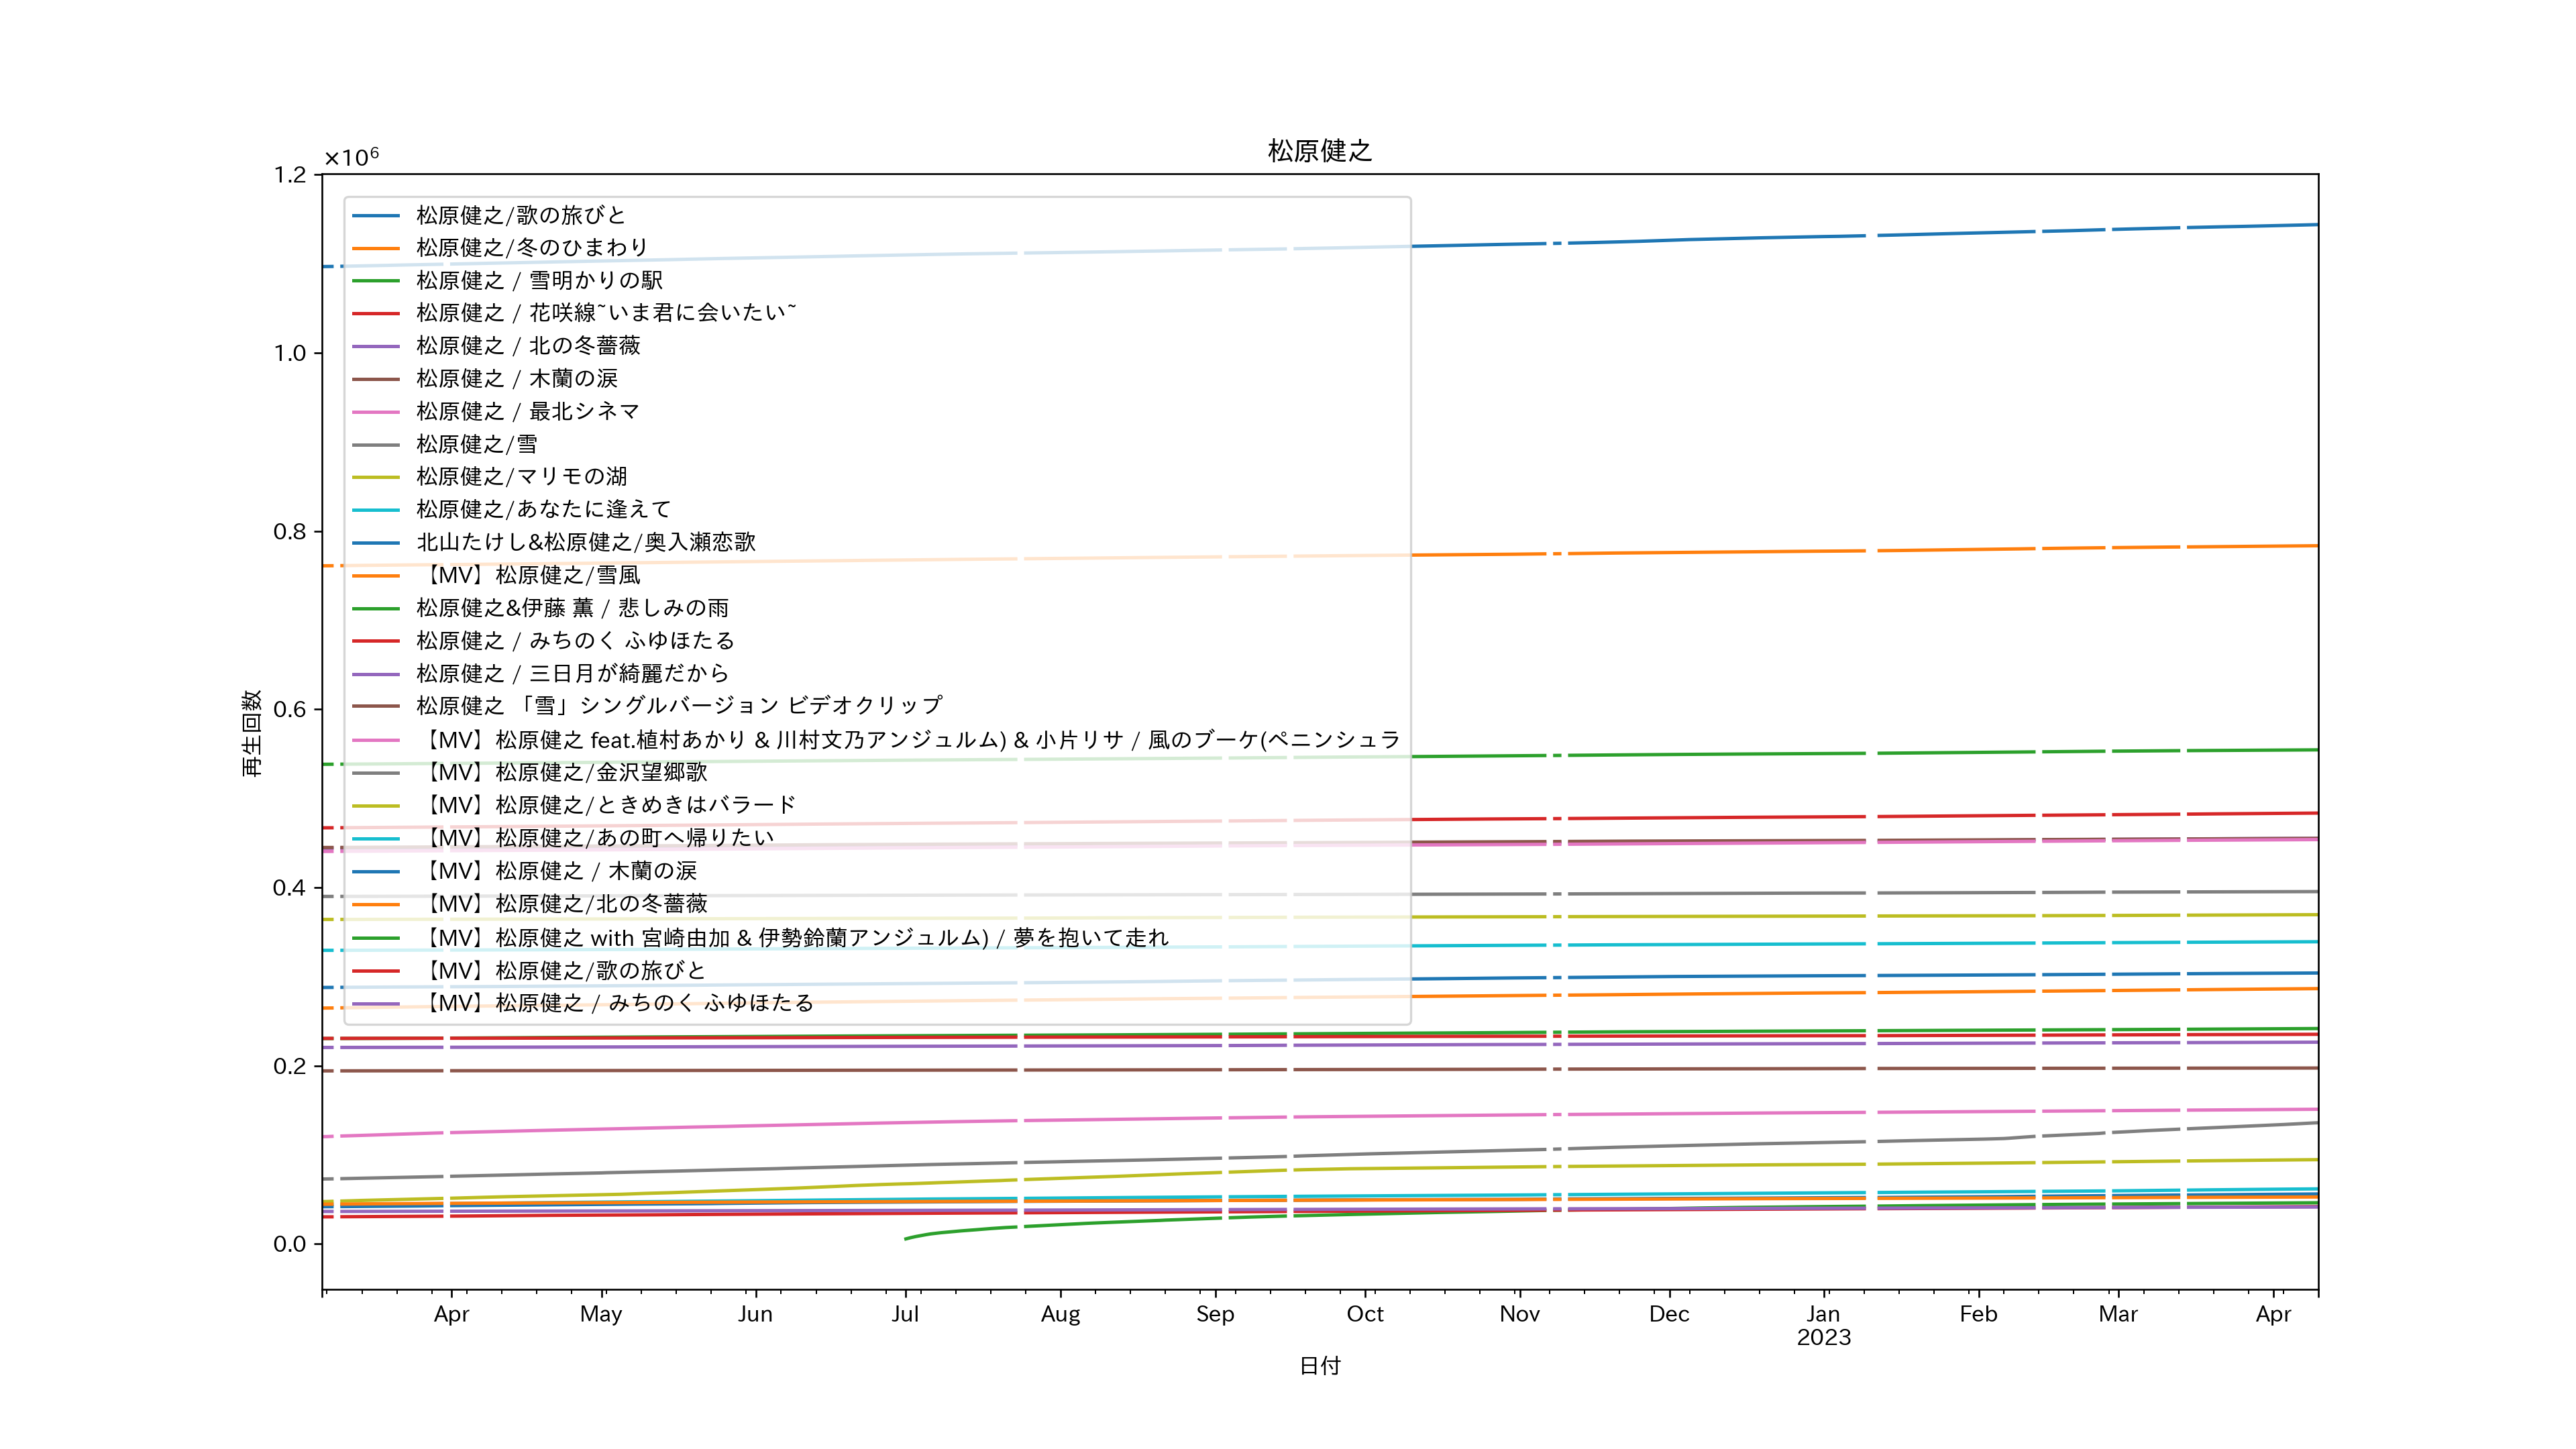 松原健之
×10⁶
1.2
1.0
0.8
0.6
0.4
0.2
0.0
再生回数
松原健之/歌の旅びと
松原健之/冬のひまわり
松原健之 / 雪明かりの駅
松原健之 / 花咲線~いま君に会いたい~
松原健之 / 北の冬薔薇
松原健之 / 木蘭の涙
松原健之 / 最北シネマ
松原健之/雪
松原健之/マリモの湖
松原健之/あなたに逢えて
北山たけし&松原健之/奥入瀬恋歌
【MV】松原健之/雪風
松原健之&伊藤 薫 / 悲しみの雨
松原健之 / みちのく ふゆほたる
松原健之 / 三日月が綺麗だから
松原健之 「雪」シングルバージョン ビデオクリップ
【MV】松原健之 feat.植村あかり & 川村文乃アンジュルム) & 小片リサ / 風のブーケ(ペニンシュラ
【MV】松原健之/金沢望郷歌
【MV】松原健之/ときめきはバラード
【MV】松原健之/あの町へ帰りたい
【MV】松原健之 / 木蘭の涙
【MV】松原健之/北の冬薔薇
【MV】松原健之 with 宮崎由加 & 伊勢鈴蘭アンジュルム) / 夢を抱いて走れ
【MV】松原健之/歌の旅びと
【MV】松原健之 / みちのく ふゆほたる
Apr May Jun Jul Aug Sep Oct Nov Dec Jan Feb Mar Apr
2023
日付